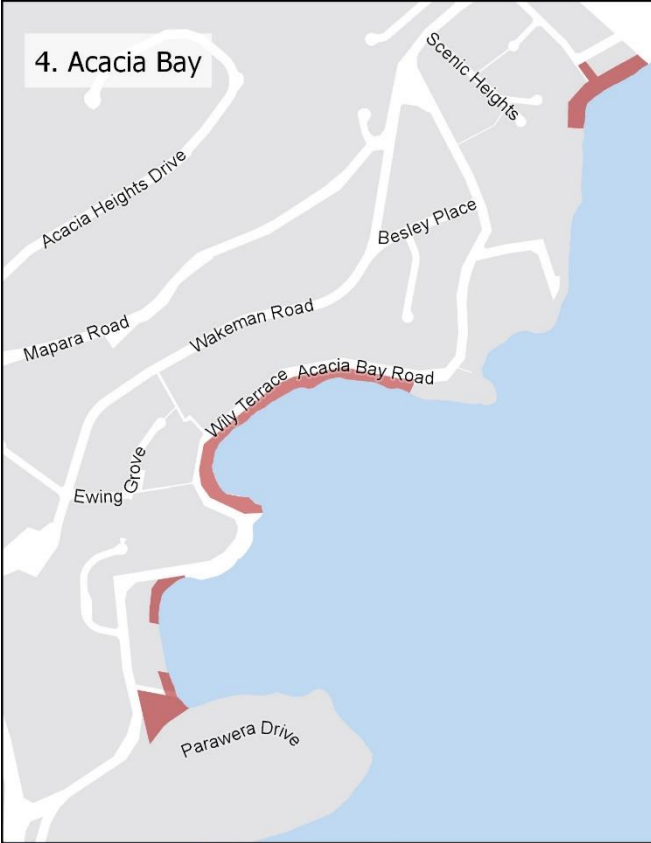 4. Acacia Bay
Scenic Heights
Acacia Heights Drive
Besley Place
Mapara Road
Wakeman Road
Wily Terrace
Acacia Bay Road
Ewing Grove
Parawera Drive